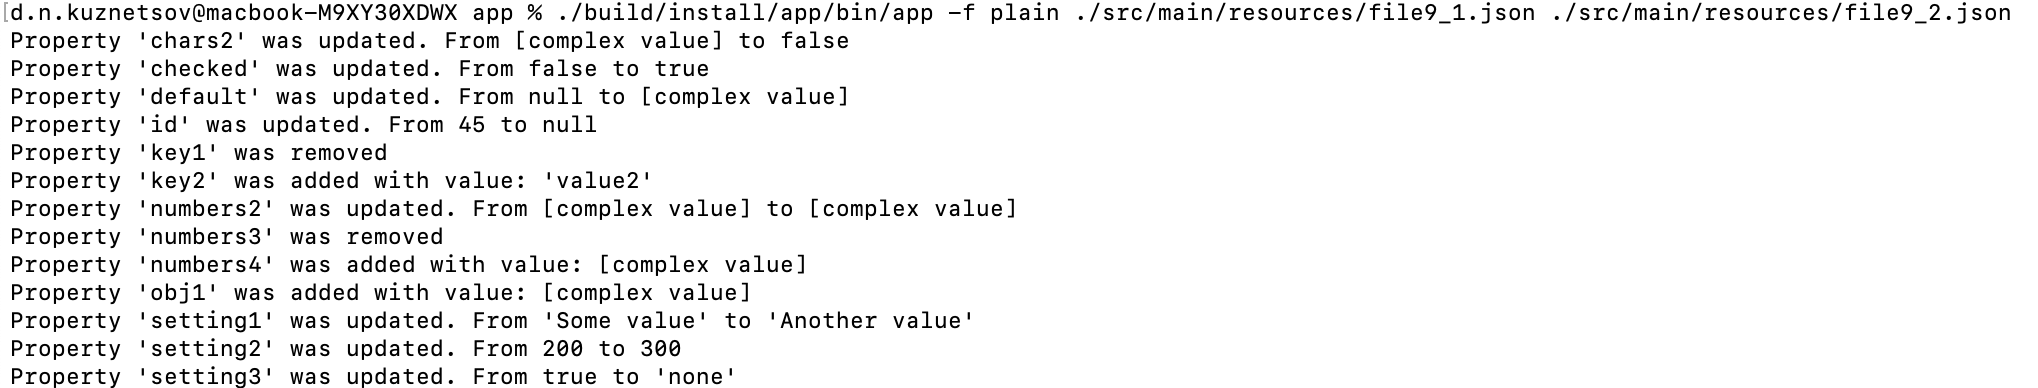 [d.n.kuznetsov@macbook-M9XY30XDWX app % ./build/install/app/bin/app -f plain ./src/main/resources/file9_1.json ./src/main/resources/file9_2.json
Property 'chars2' was updated. From [complex value] to false
Property 'checked' was updated. From false to true
Property 'default' was updated. From null to [complex value]
Property 'id' was updated. From 45 to null
Property 'key1' was removed
Property 'key2' was added with value: 'value2'
Property 'numbers2' was updated. From [complex value] to [complex value]
Property 'numbers3' was removed
Property 'numbers4' was added with value: [complex value]
Property 'obj1' was added with value: [complex value]
Property 'setting1' was updated. From 'Some value' to 'Another value'
Property 'setting2' was updated. From 200 to 300
Property 'setting3' was updated. From true to 'none'